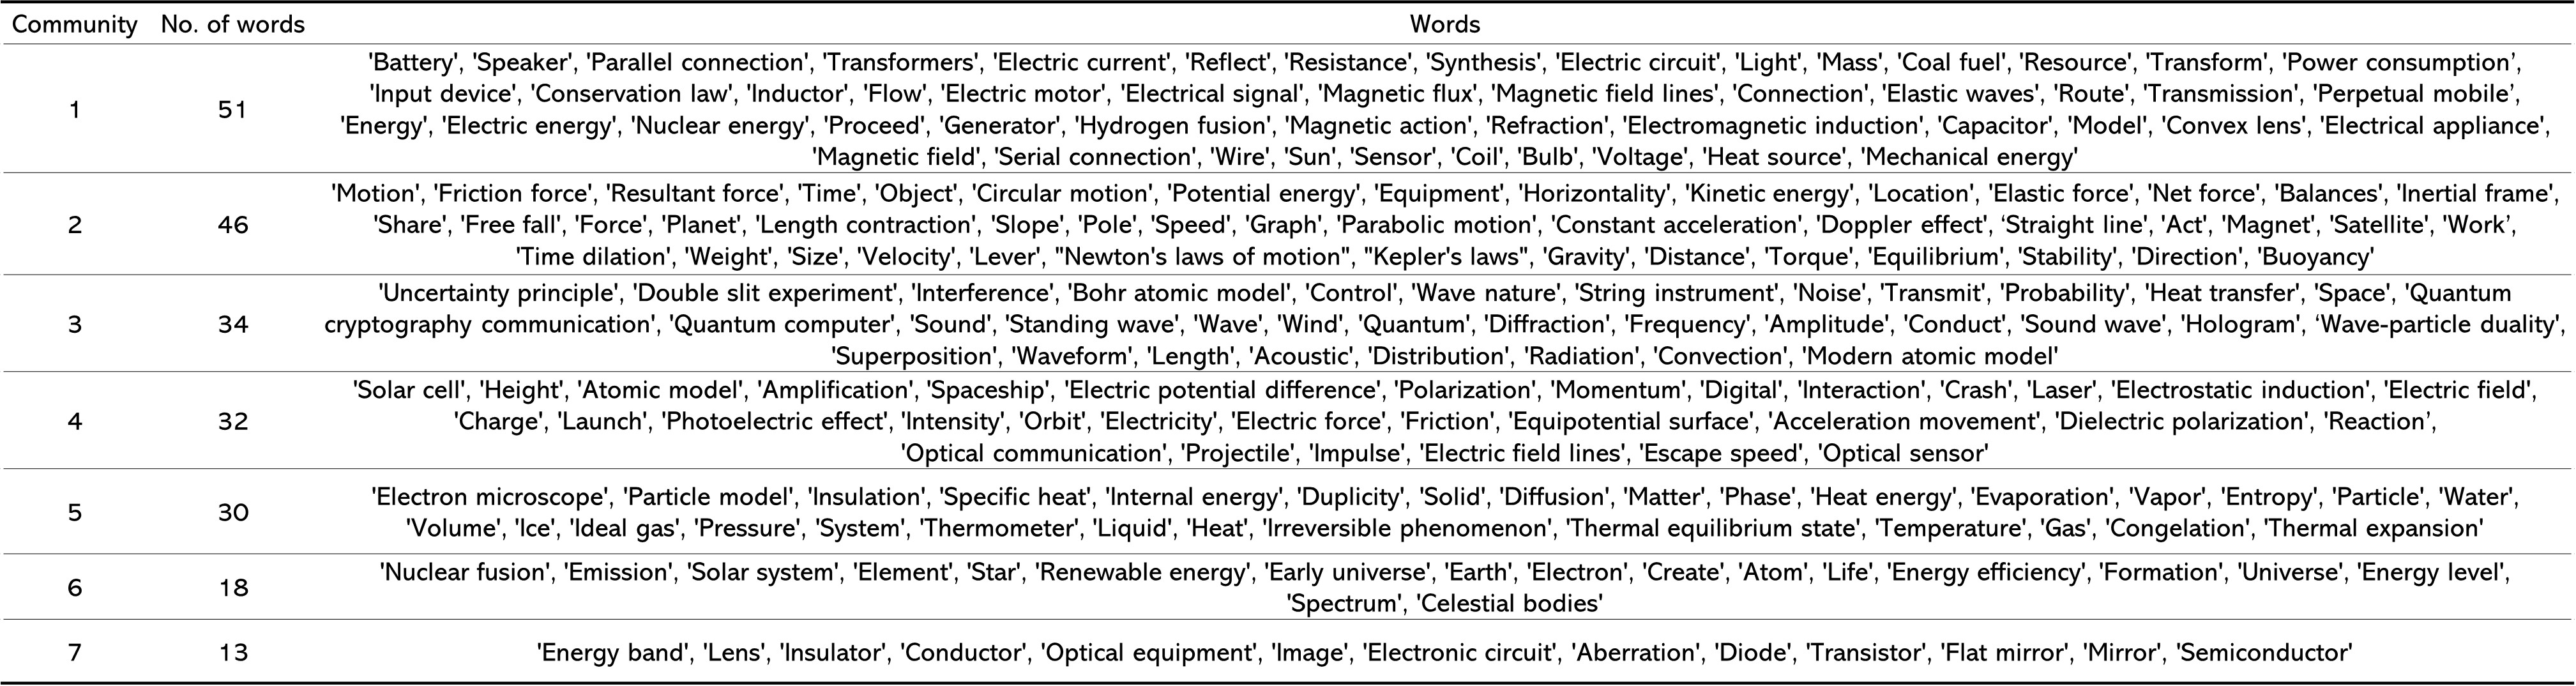 Community No. of words Words
'Battery', 'Speaker', 'Parallel connection', 'Transformers', 'Electric current', 'Reflect', 'Resistance', 'Synthesis', 'Electric circuit', 'Light', 'Mass', 'Coal fuel', 'Resource', 'Transform', 'Power consumption’,
'Input device', 'Conservation law', 'Inductor', 'Flow', 'Electric motor', 'Electrical signal', 'Magnetic flux', 'Magnetic field lines', 'Connection', 'Elastic waves', 'Route', 'Transmission', 'Perpetual mobile’,
1 51
'Energy', 'Electric energy', 'Nuclear energy', 'Proceed', 'Generator', 'Hydrogen fusion', 'Magnetic action', 'Refraction', 'Electromagnetic induction', 'Capacitor', 'Model', 'Convex lens', 'Electrical appliance',
'Magnetic field', 'Serial connection', 'Wire', 'Sun', 'Sensor', 'Coil', 'Bulb', 'Voltage', 'Heat source', 'Mechanical energy'
'Motion', 'Friction force', 'Resultant force', 'Time', 'Object', 'Circular motion', 'Potential energy', 'Equipment', 'Horizontality', 'Kinetic energy', 'Location', 'Elastic force', 'Net force', 'Balances', 'Inertial frame',
2 46 'Share', 'Free fall', 'Force', 'Planet', 'Length contraction', 'Slope', 'Pole', 'Speed', 'Graph', 'Parabolic motion', 'Constant acceleration', 'Doppler effect', ‘Straight line', 'Act', 'Magnet', 'Satellite', 'Work’,
'Time dilation', 'Weight', 'Size', 'Velocity', 'Lever', "Newton's laws of motion", "Kepler's laws", 'Gravity', 'Distance', 'Torque', 'Equilibrium', 'Stability', 'Direction', 'Buoyancy'
'Uncertainty principle', 'Double slit experiment', 'Interference', 'Bohr atomic model', 'Control', 'Wave nature', 'String instrument', 'Noise', 'Transmit', 'Probability', 'Heat transfer', 'Space', 'Quantum
3 34 cryptography communication', 'Quantum computer', 'Sound', 'Standing wave', 'Wave', 'Wind', 'Quantum', 'Diffraction', 'Frequency', 'Amplitude', 'Conduct', 'Sound wave', 'Hologram', ‘Wave-particle duality',
'Superposition', 'Waveform', 'Length', 'Acoustic', 'Distribution', 'Radiation', 'Convection', 'Modern atomic model'
'Solar cell', 'Height', 'Atomic model', 'Amplification', 'Spaceship', 'Electric potential difference', 'Polarization', 'Momentum', 'Digital', 'Interaction', 'Crash', 'Laser', 'Electrostatic induction', 'Electric field',
4 32 'Charge', 'Launch', 'Photoelectric effect', 'Intensity', 'Orbit', 'Electricity', 'Electric force', 'Friction', 'Equipotential surface', 'Acceleration movement', 'Dielectric polarization', 'Reaction’,
'Optical communication', 'Projectile', 'Impulse', 'Electric field lines', 'Escape speed', 'Optical sensor'
'Electron microscope', 'Particle model', 'Insulation', 'Specific heat', 'Internal energy', 'Duplicity', 'Solid', 'Diffusion', 'Matter', 'Phase', 'Heat energy', 'Evaporation', 'Vapor', 'Entropy', 'Particle', 'Water',
5 30
'Volume', 'Ice', 'Ideal gas', 'Pressure', 'System', 'Thermometer', 'Liquid', 'Heat', 'Irreversible phenomenon', 'Thermal equilibrium state', 'Temperature', 'Gas', 'Congelation', 'Thermal expansion'
'Nuclear fusion', 'Emission', 'Solar system', 'Element', 'Star', 'Renewable energy', 'Early universe', 'Earth', 'Electron', 'Create', 'Atom', 'Life', 'Energy efficiency', 'Formation', 'Universe', 'Energy level',
6 18
'Spectrum', 'Celestial bodies'
7 13 'Energy band', 'Lens', 'Insulator', 'Conductor', 'Optical equipment', 'Image', 'Electronic circuit', 'Aberration', 'Diode', 'Transistor', 'Flat mirror', 'Mirror', 'Semiconductor'